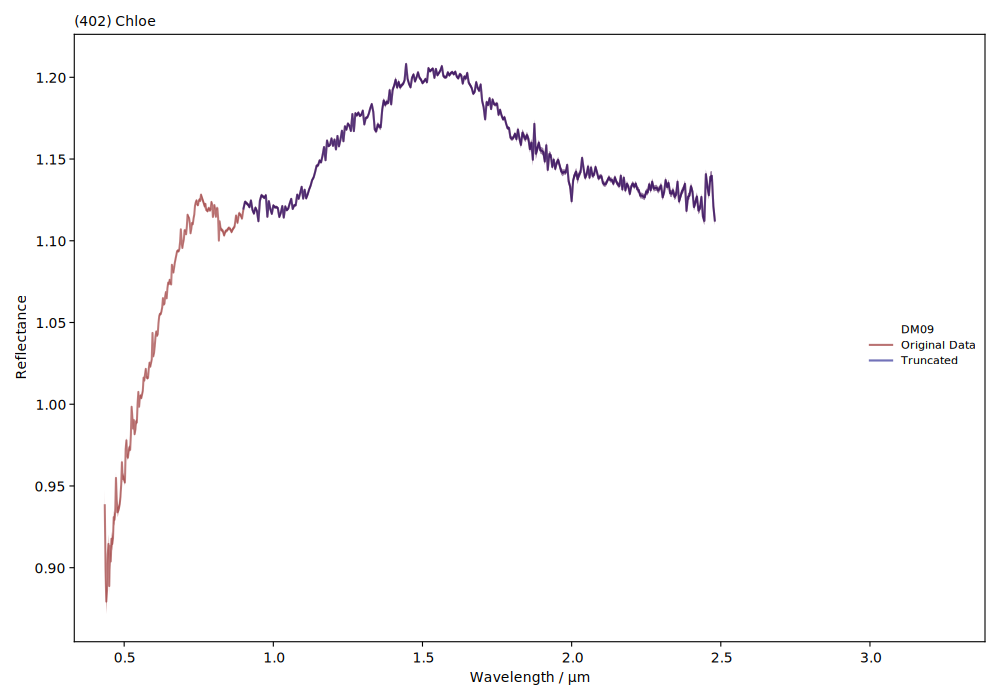 (402) Chloe
Reflectance
1.20
1.15
1.10
1.05
1.00
0.95
0.90
DM09
Original Data
Truncated
0.5 1.0 1.5 2.0 2.5 3.0
Wavelength / μm